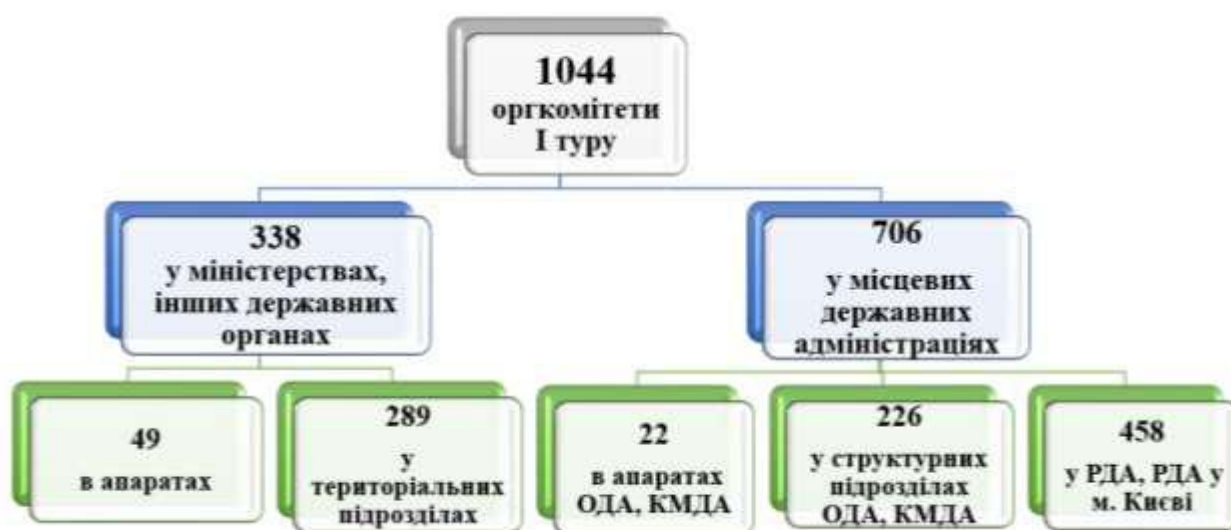 1044
оргкомітети
І туру
338
у міністерствах,
інших державних
органах
706
у місцевих
державних
адміністраціях
49
в апаратах
289
у
територіальних
підрозділах
22
в апаратах
ОДА, КМДА
226
у структурних
підрозділах
ОДА, КМДА
458
у РДА, РДА у
м. Києві